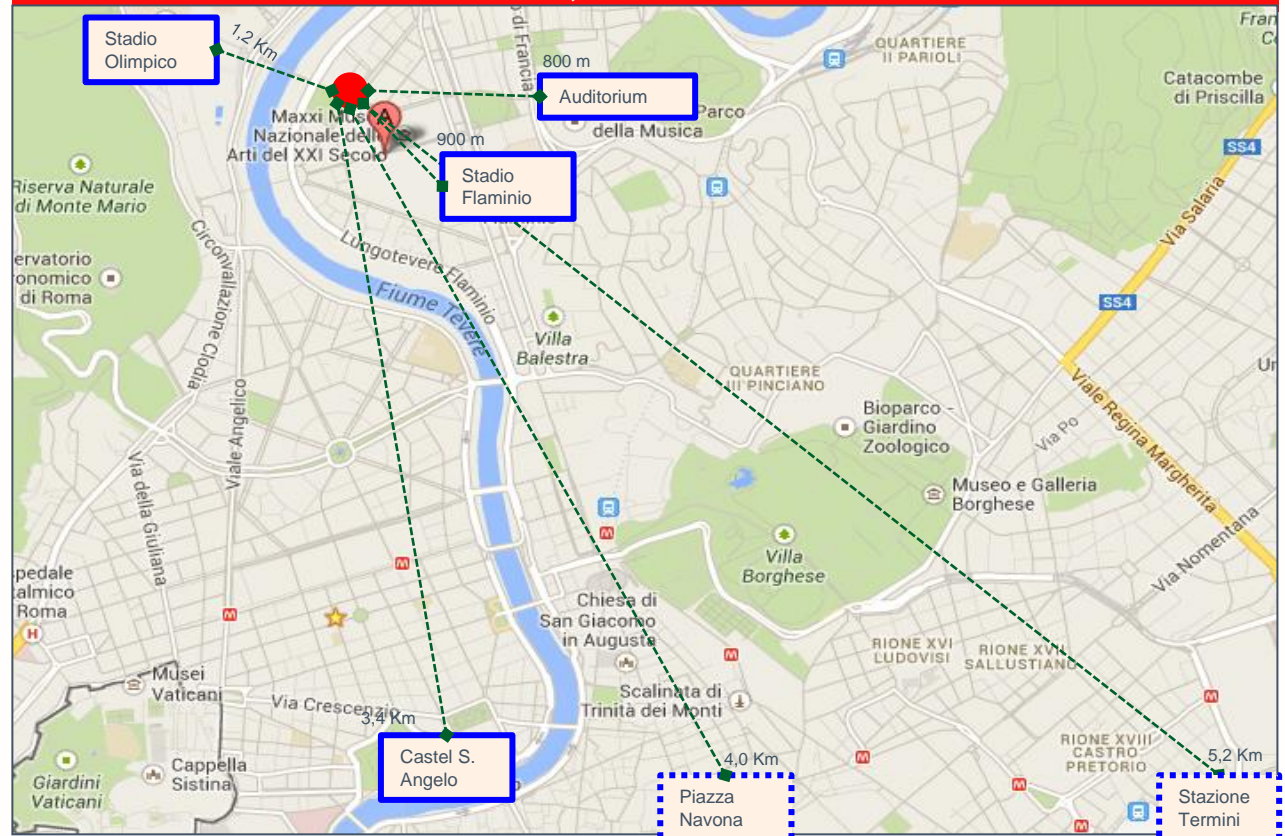 Stadio
Olimpico
1,2 Km
800 m
Auditorium
Parco
della Musica
QUARTIERE
II PARIOLI
Catacombe
di Priscilla
SS4
Via Salaria
SS4
Maxxi
Nazionale
Arti del XXI Secolo
A
900 m
Stadio
Flaminio
Riserva Naturale
di Monte Mario
di Roma
Circonvallazione Clodia
Lungotevere Flaminio
Fiume Tevere
Villa
Balestra
QUARTIERE
III PINCIANO
Bioparco -
Giardino
Zoologico
Via Po
Viale Regina Margherita
Museo e Galleria
Borghese
Via Nomentana
Viale Angelico
Via della Giuliana
Villa
Borghese
M
M
M
Roma
H
Chiesa di
San Giacomo
in Augusta
M
RIONE XVI
LUDOVISI
SALLUSTIANO
Musei
Vaticani
Via Crescenzio
3,4 Km
Castel S.
Angelo
Scalinata di
Trinità dei Monti
M
M
Giardini
Vaticani
Cappella
Sistina
4,0 Km
Piazza
Navona
RIONE XVIII
CASTRO
PRETORIO
M
M
5,2 Km
Stazione
Termini